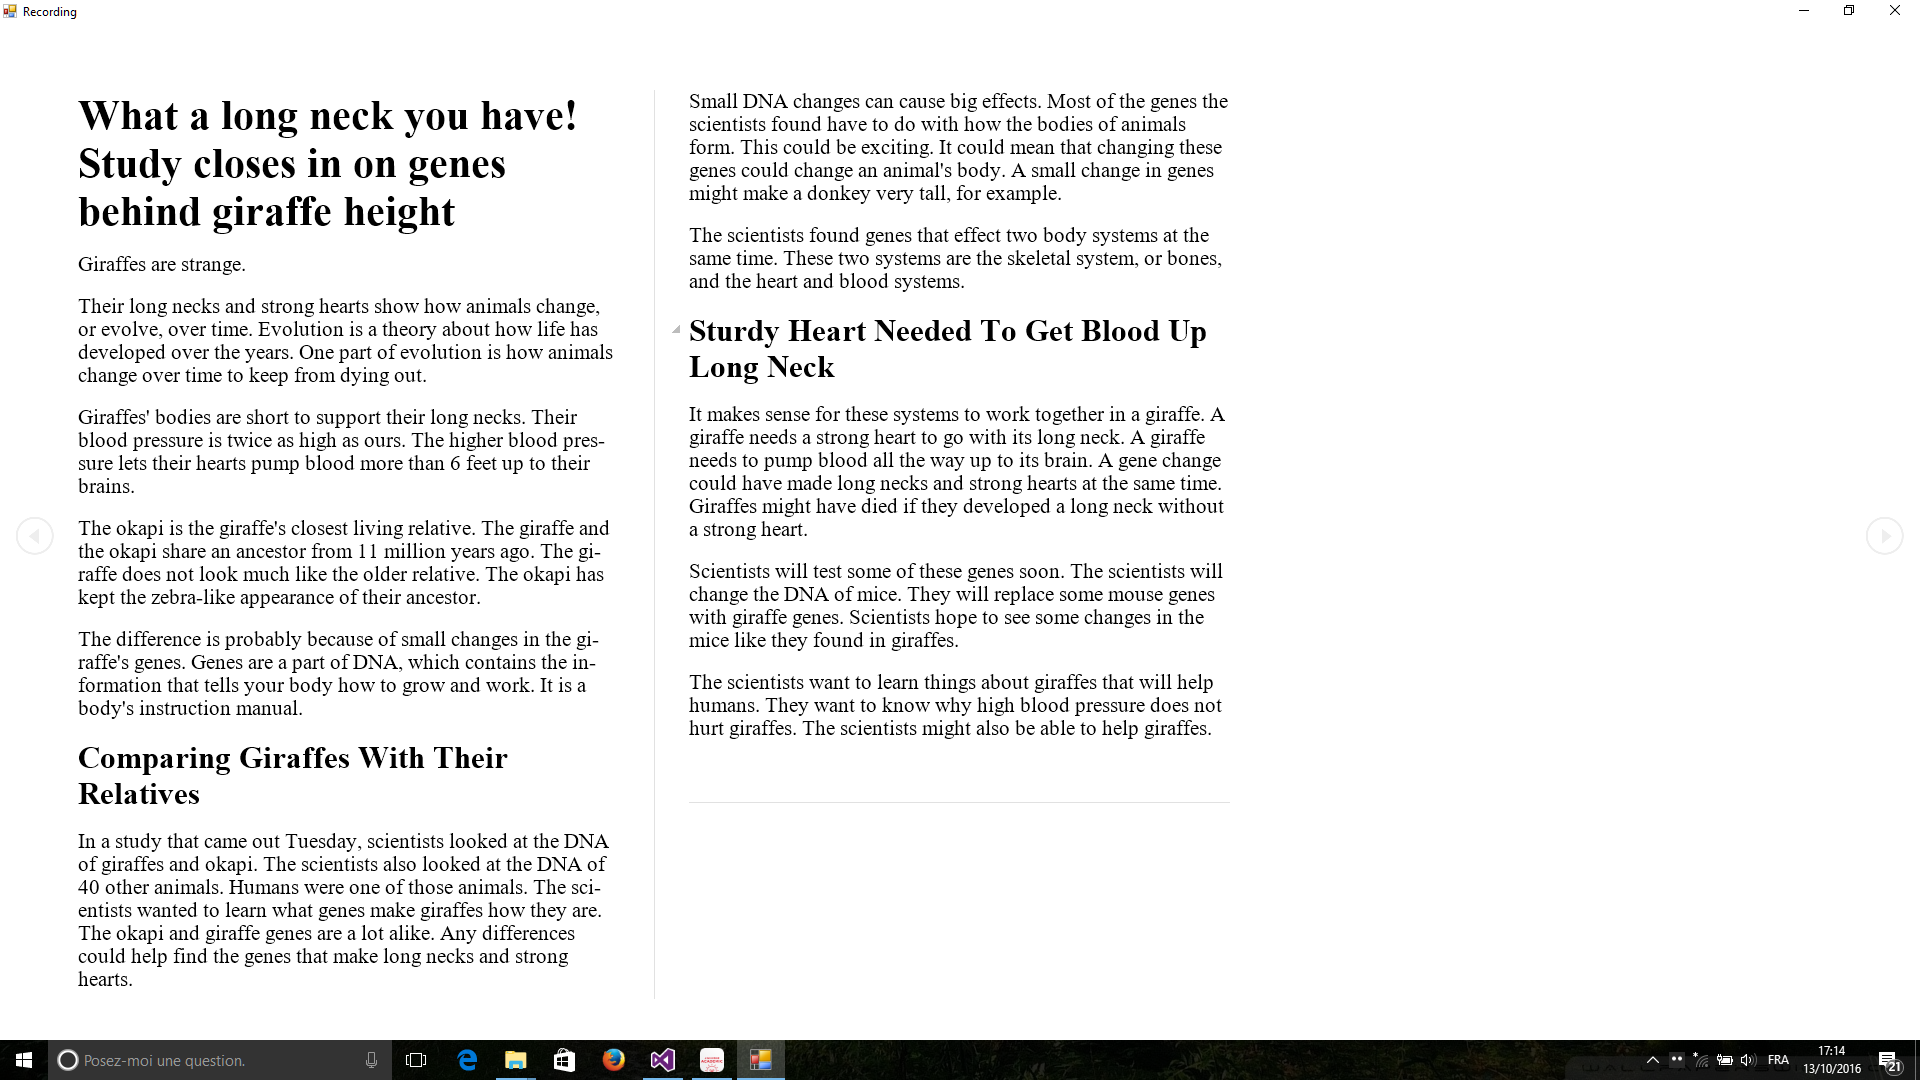 Recording
What a long neck you have!
Study closes in on genes
behind giraffe height
Giraffes are strange.
Their long necks and strong hearts show how animals change,
or evolve, over time. Evolution is a theory about how life has
developed over the years. One part of evolution is how animals
change over time to keep from dying out.
Giraffes' bodies are short to support their long necks. Their
blood pressure is twice as high as ours. The higher blood pres-
sure lets their hearts pump blood more than 6 feet up to their
brains.
The okapi is the giraffe's closest living relative. The giraffe and
the okapi share an ancestor from 11 million years ago. The gi-
raffe does not look much like the older relative. The okapi has
kept the zebra-like appearance of their ancestor.
The difference is probably because of small changes in the gi-
raffe's genes. Genes are a part of DNA, which contains the in-
formation that tells your body how to grow and work. It is a
body's instruction manual.
Comparing Giraffes With Their
Relatives
In a study that came out Tuesday, scientists looked at the DNA
of giraffes and okapi. The scientists also looked at the DNA of
40 other animals. Humans were one of those animals. The sci-
entists wanted to learn what genes make giraffes how they are.
The okapi and giraffe genes are a lot alike. Any differences
could help find the genes that make long necks and strong
hearts.
Small DNA changes can cause big effects. Most of the genes the
scientists found have to do with how the bodies of animals
form. This could be exciting. It could mean that changing these
genes could change an animal's body. A small change in genes
might make a donkey very tall, for example.
The scientists found genes that effect two body systems at the
same time. These two systems are the skeletal system, or bones,
and the heart and blood systems.
Sturdy Heart Needed To Get Blood Up
Long Neck
It makes sense for these systems to work together in a giraffe. A
giraffe needs a strong heart to go with its long neck. A giraffe
needs to pump blood all the way up to its brain. A gene change
could have made long necks and strong hearts at the same time.
Giraffes might have died if they developed a long neck without
a strong heart.
Scientists will test some of these genes soon. The scientists will
change the DNA of mice. They will replace some mouse genes
with giraffe genes. Scientists hope to see some changes in the
mice like they found in giraffes.
The scientists want to learn things about giraffes that will help
humans. They want to know why high blood pressure does not
hurt giraffes. The scientists might also be able to help giraffes.
Posez-moi une question.
FRA
17:14
13/10/2016
21